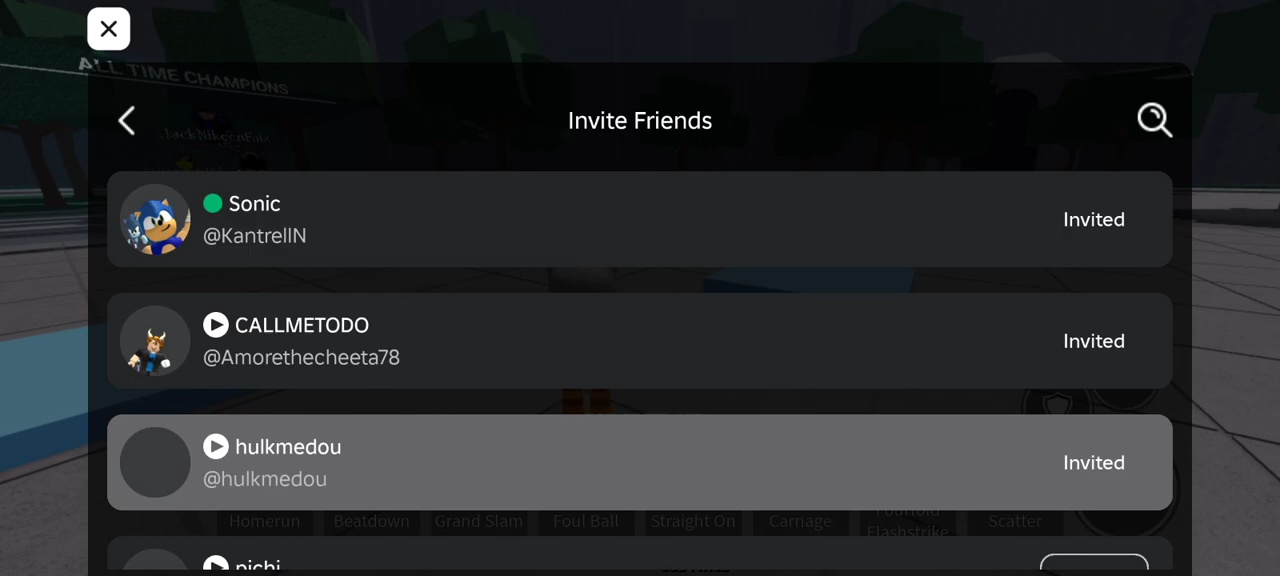 ALL TIME CHAMPIONS
Invite Friends
Sonic
@KantrellN
Invited
CALLMETODO
@Amorethecheeta78
Invited
hulkmedou
@hulkmedou
Invited
Homerun
Beatdown
Grand Slam
Foul Ball
Straight On
Carnage
Flashstrike
Scatter